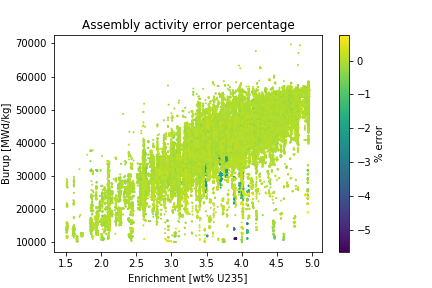 Assembly activity error percentage
70000
60000
50000
40000
30000
20000
10000
Burup [MWd/kg]
1.5 2.0 2.5 3.0 3.5 4.0 4.5 5.0
Enrichment [wt% U235]
0
−1
−2
−3
−4
−5
% error